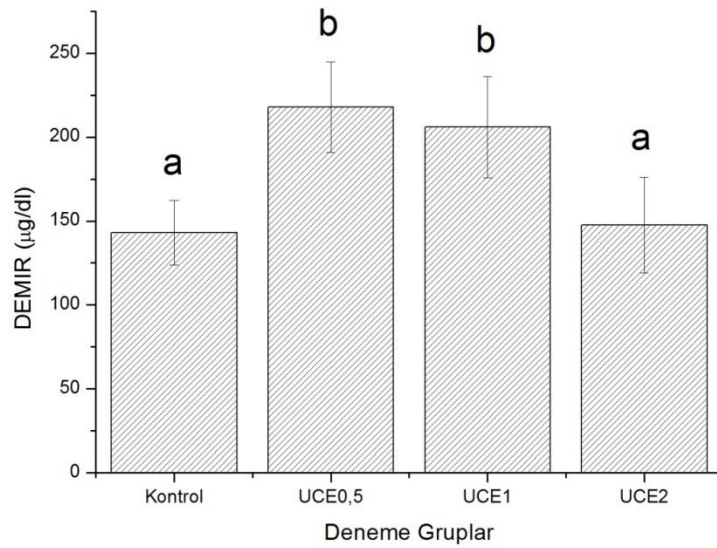 DEMIR (µg/dl)
250
200
150
100
50
0
a
b
b
a
Kontrol
UCE0,5
UCE1
UCE2
Deneme Gruplar